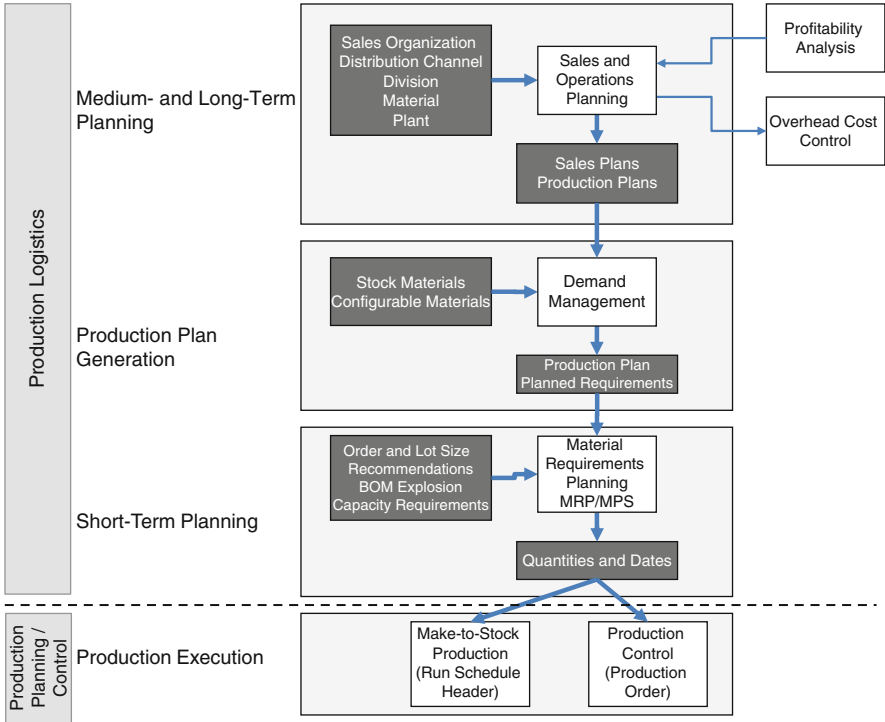 Production Logistics
Medium- and Long-Term
Planning
Sales Organization
Distribution Channel
Division
Material
Plant
Sales and
Operations
Planning
Profitability
Analysis
Overhead Cost
Control
Sales Plans
Production Plans
Production Plan
Generation
Stock Materials
Configurable Materials
Demand
Management
Production Plan
Planned Requirements
Short-Term Planning
Order and Lot Size
Recommendations
BOM Explosion
Capacity Requirements
Material
Requirements
Planning
MRP/MPS
Quantities and Dates
Production
Planning /
Control
Production Execution
Make-to-Stock
Production
(Run Schedule
Header)
Production
Control
(Production
Order)